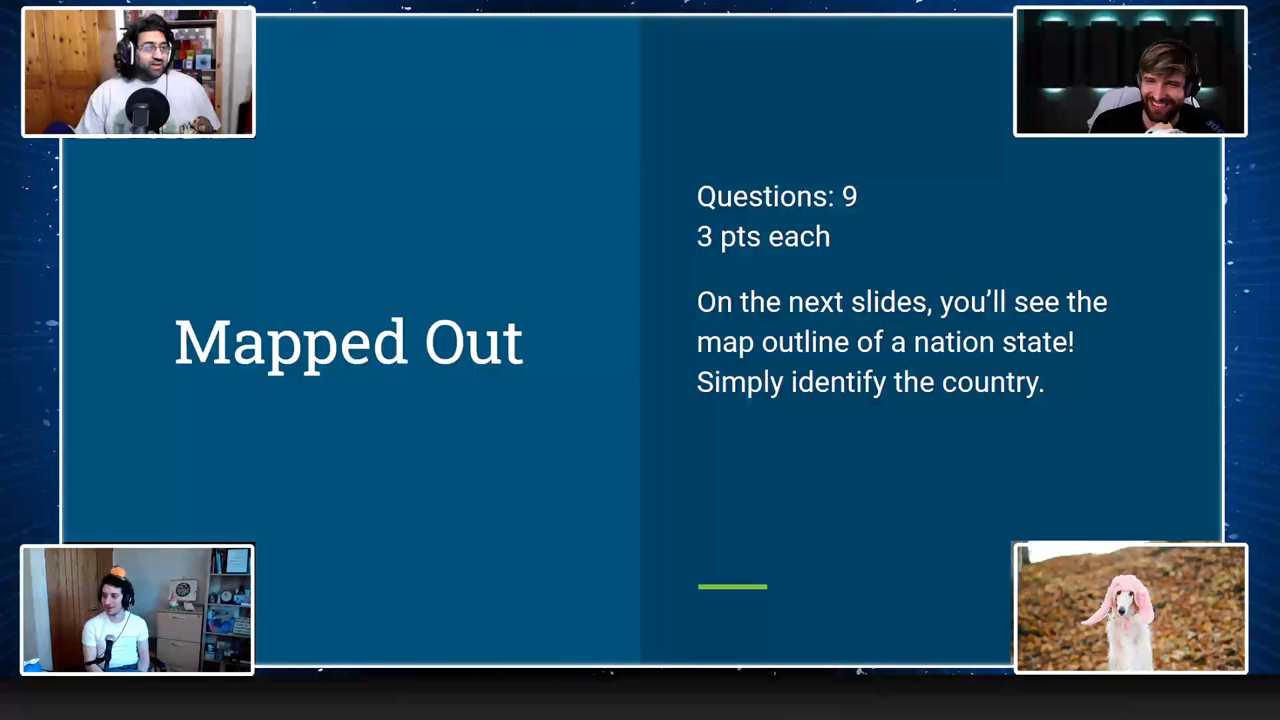 Mapped Out
Questions: 9
3 pts each
On the next slides, you’ll see the
map outline of a nation state!
Simply identify the country.